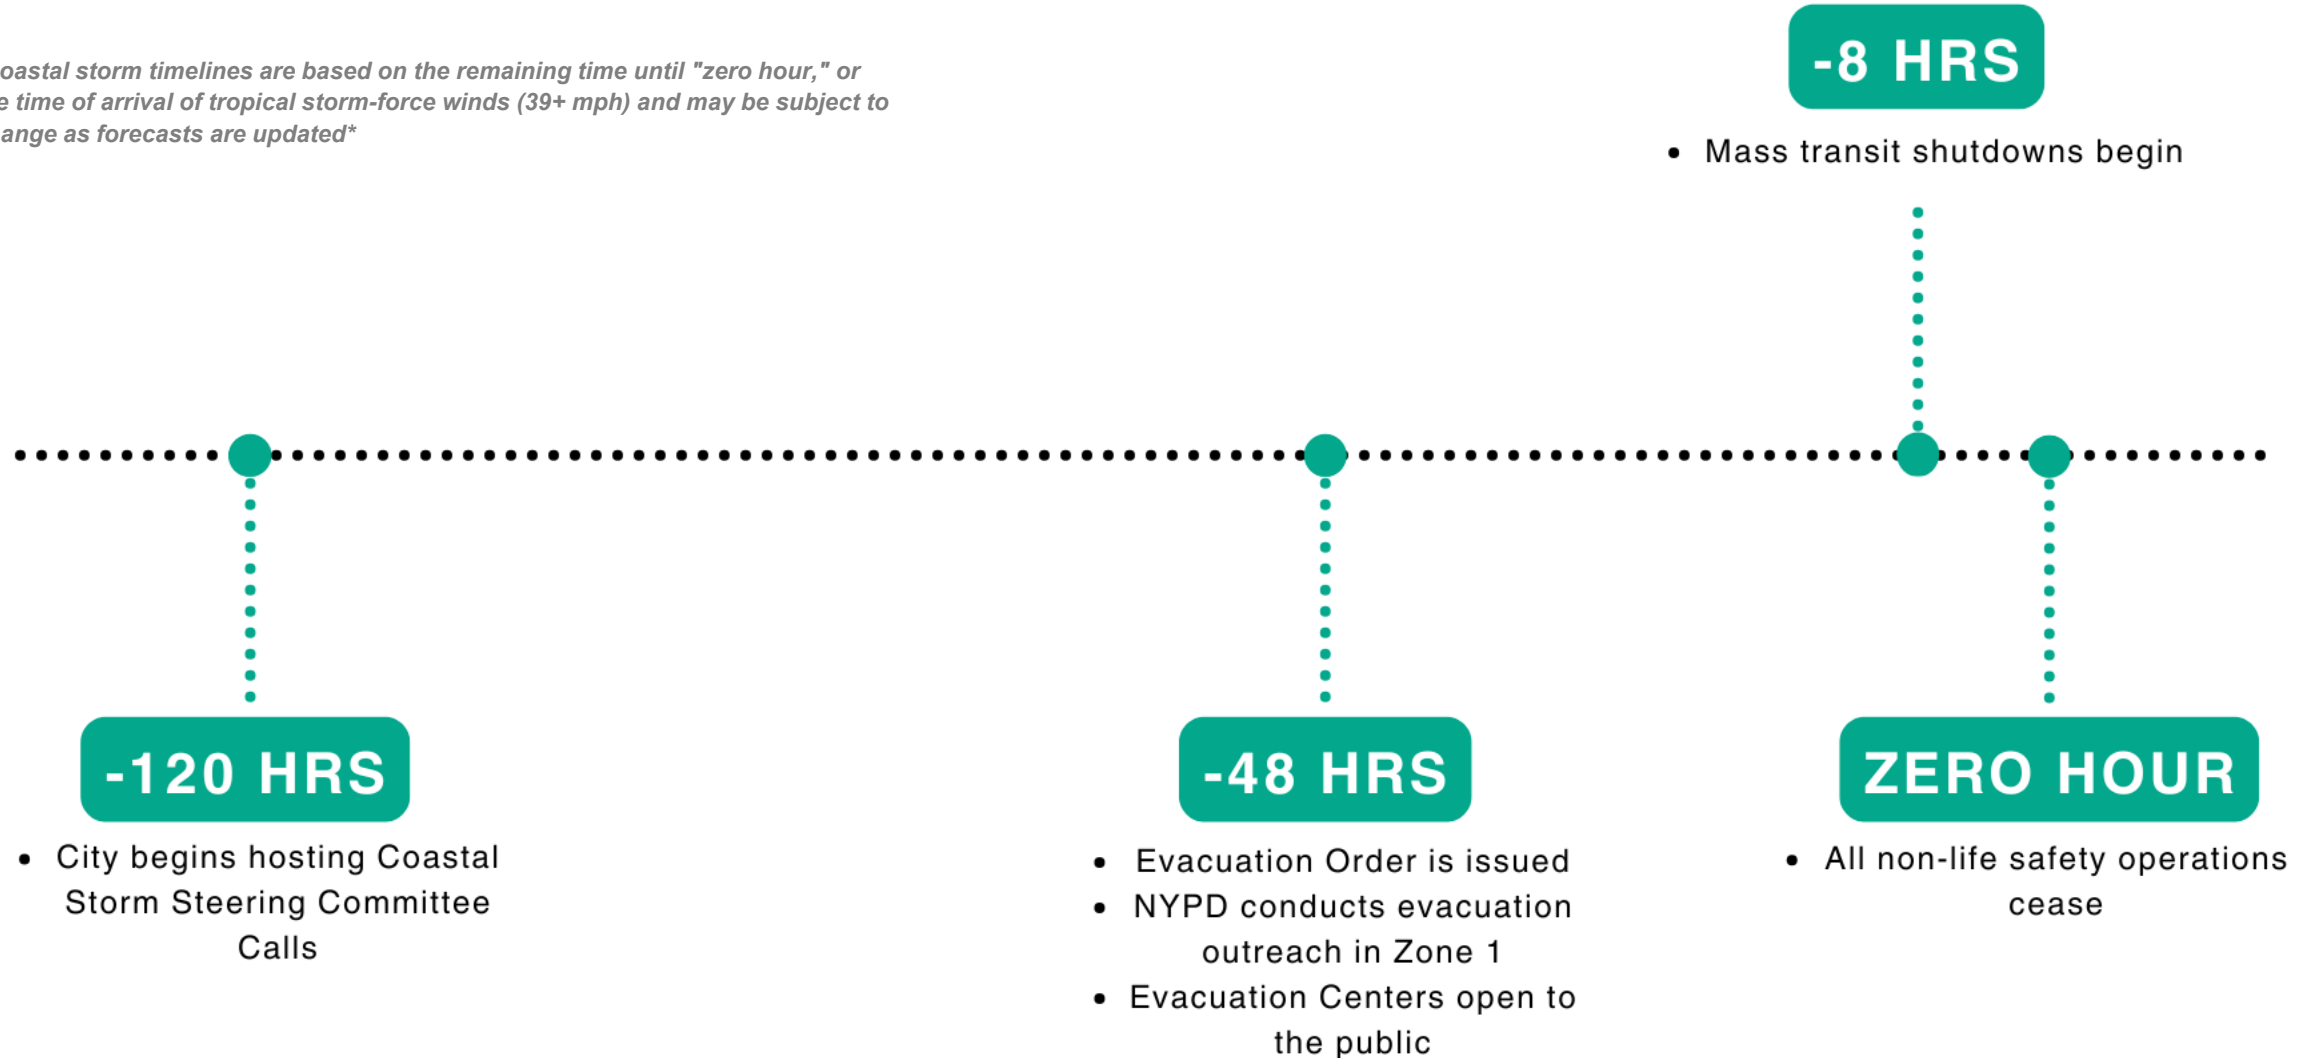 oastal storm timelines are based on the remaining time until "zero hour," or
e time of arrival of tropical storm-force winds (39+ mph) and may be subject to
ange as forecasts are updated*
-8 HRS
• Mass transit shutdowns begin
-120 HRS
• City begins hosting Coastal
Storm Steering Committee
Calls
-48 HRS
• Evacuation Order is issued
• NYPD conducts evacuation
outreach in Zone 1
• Evacuation Centers open to
the public
ZERO HOUR
• All non-life safety operations
cease